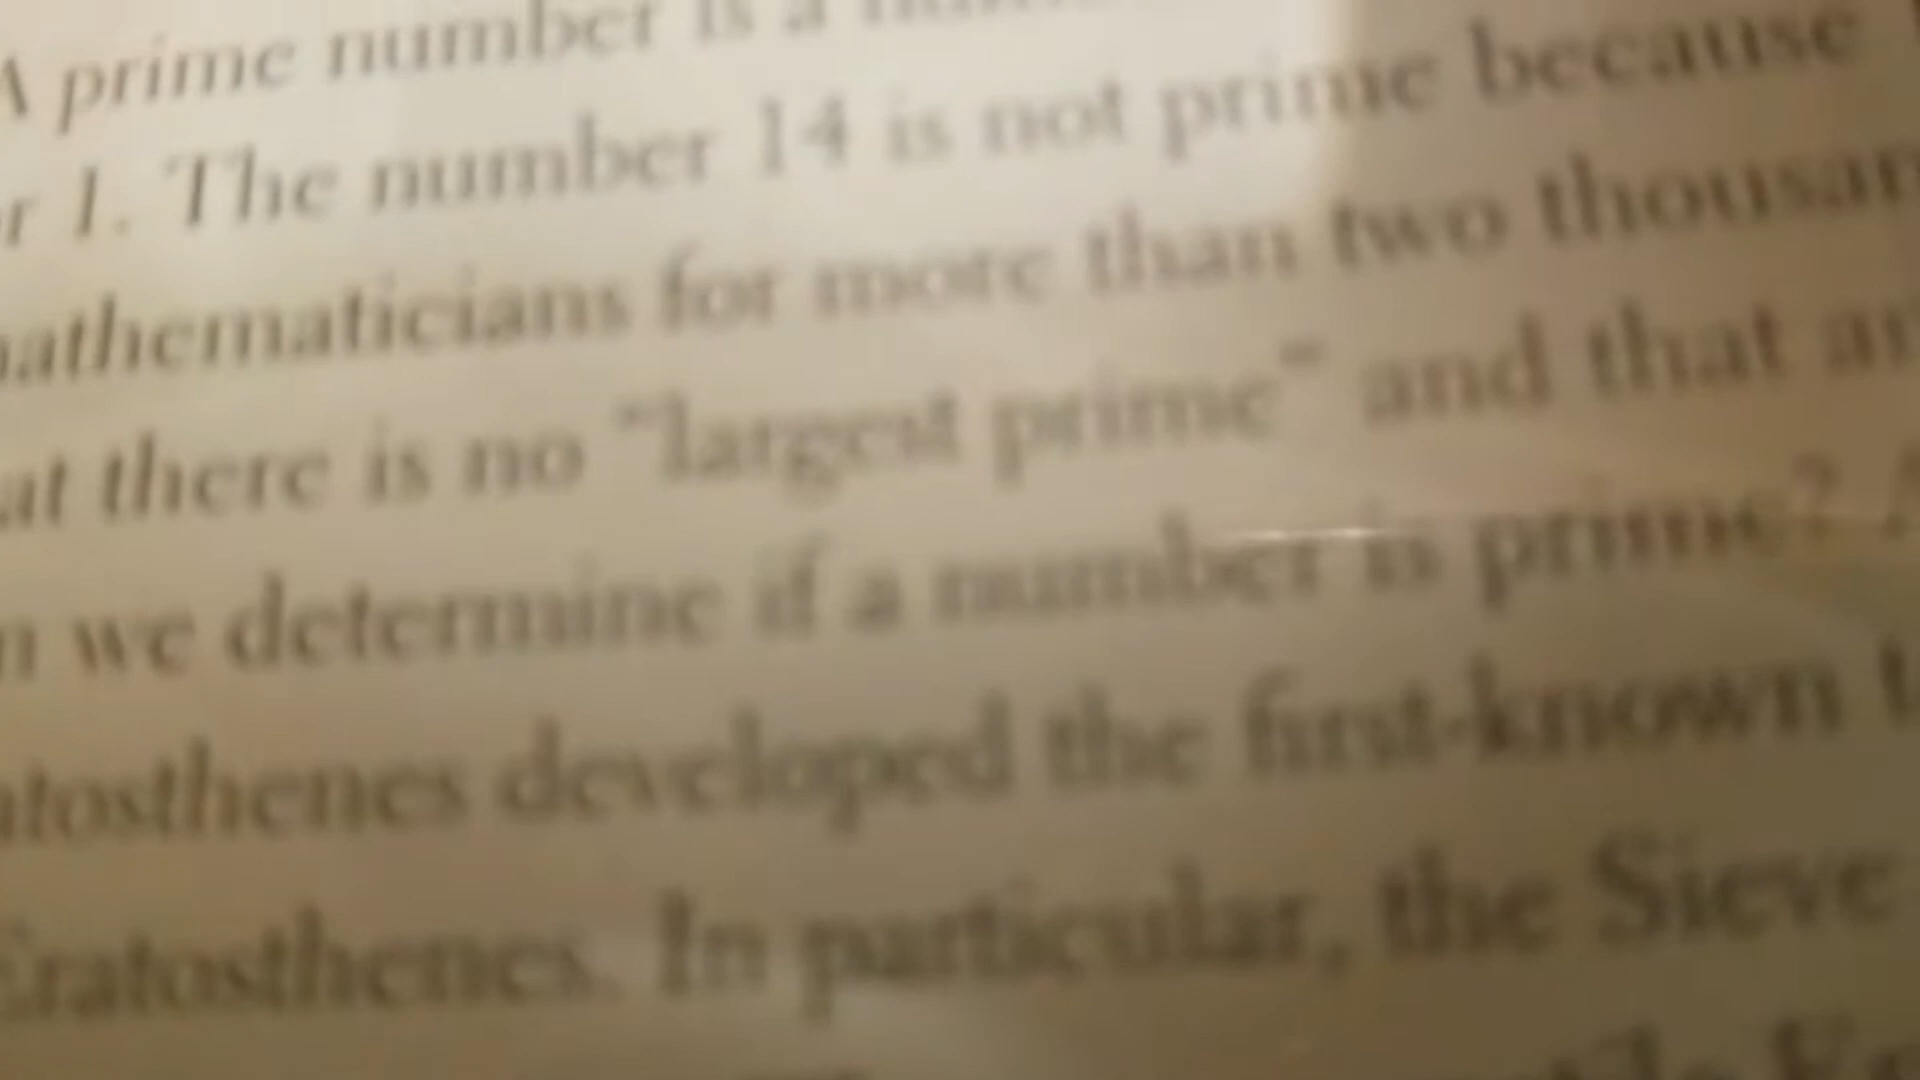 A prime number is a
r 1. The number 14 is not prime because
mathematicians for more than two thousan
at there is no "largest prime" and that
n we determine if a number is prime?
atosthenes developed the first-known
Eratosthenes. In particular, the Sieve